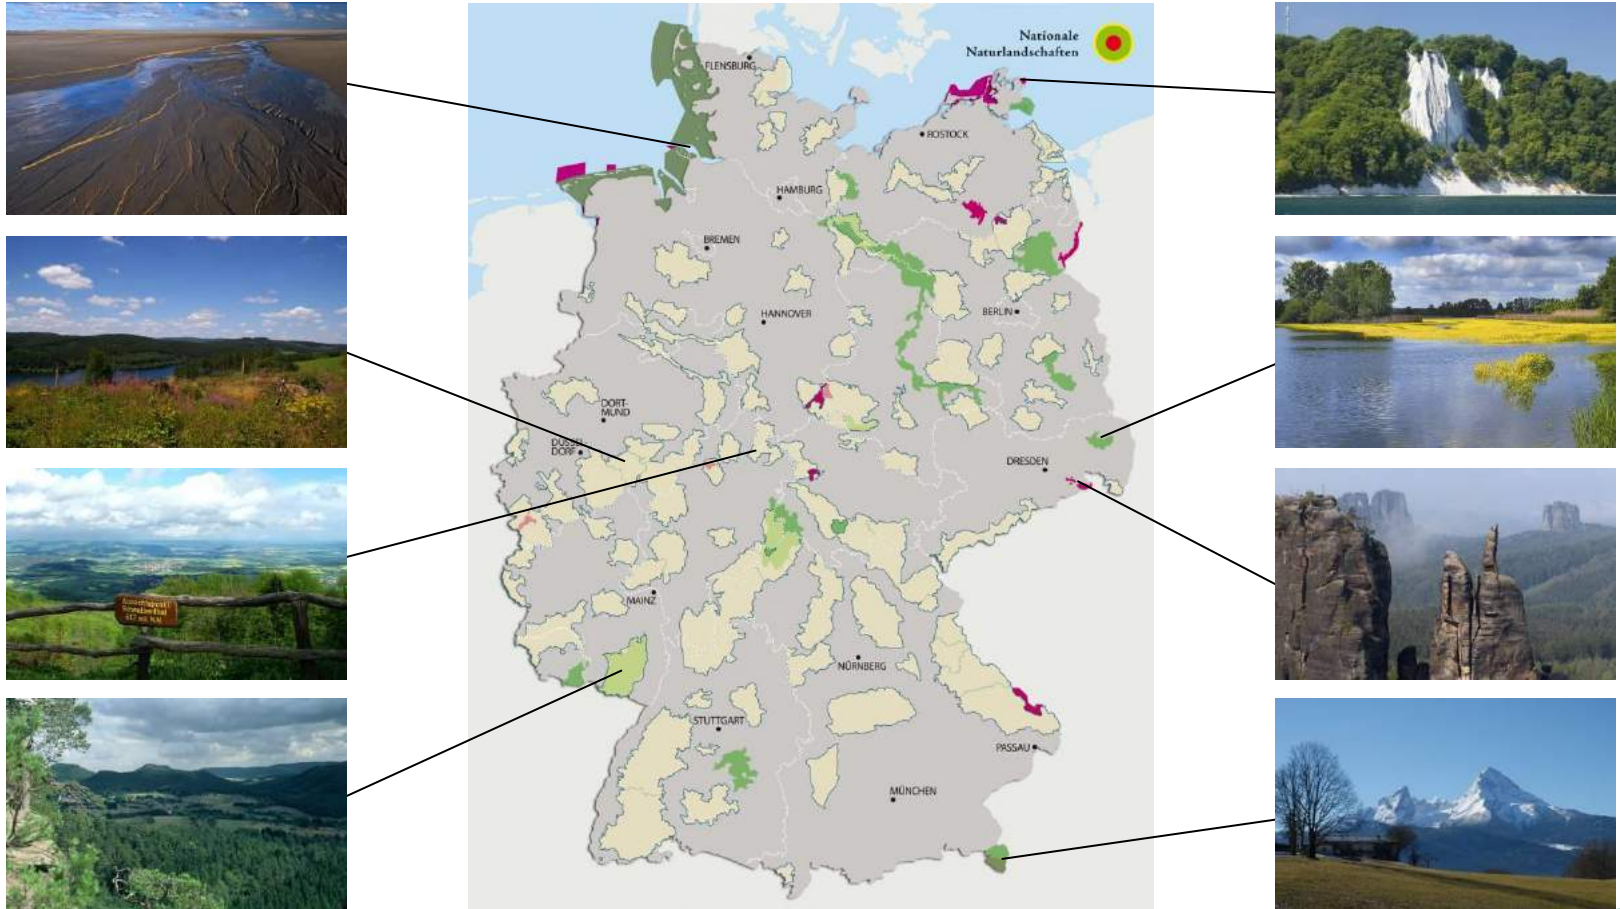 Nationale
Naturlandschaften
FLENSBURG
ROSTOCK
HAMBURG
BREMEN
HANNOVER
BERLIN
DORT-
MUND
DÜSSEL
DORF
DRESDEN
MAINZ
NÜRNBERG
STUTTGART
PASSAU
MÜNCHEN